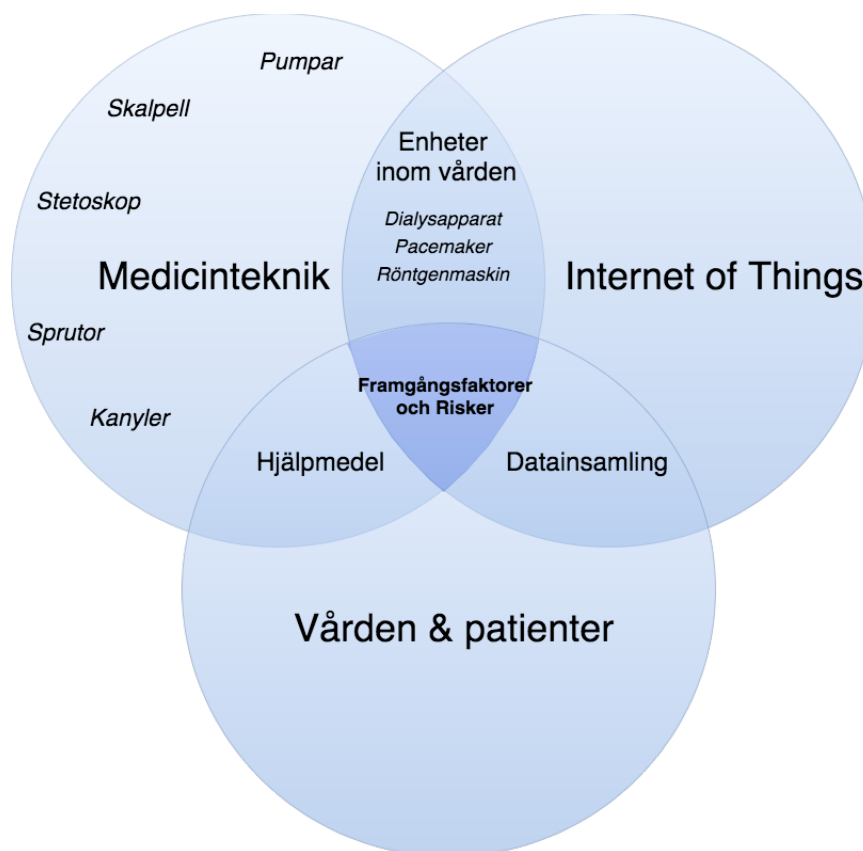 Pumpar
Skalpell
Enheter
inom vården
Stetoskop
Dialysapparat
Pacemaker
Röntgenmaskin
Medicinteknik
Internet of Things
Sprutor
Framgångsfaktorer
och Risker
Kanyler
Hjälpmedel
Datainsamling
Vården & patienter